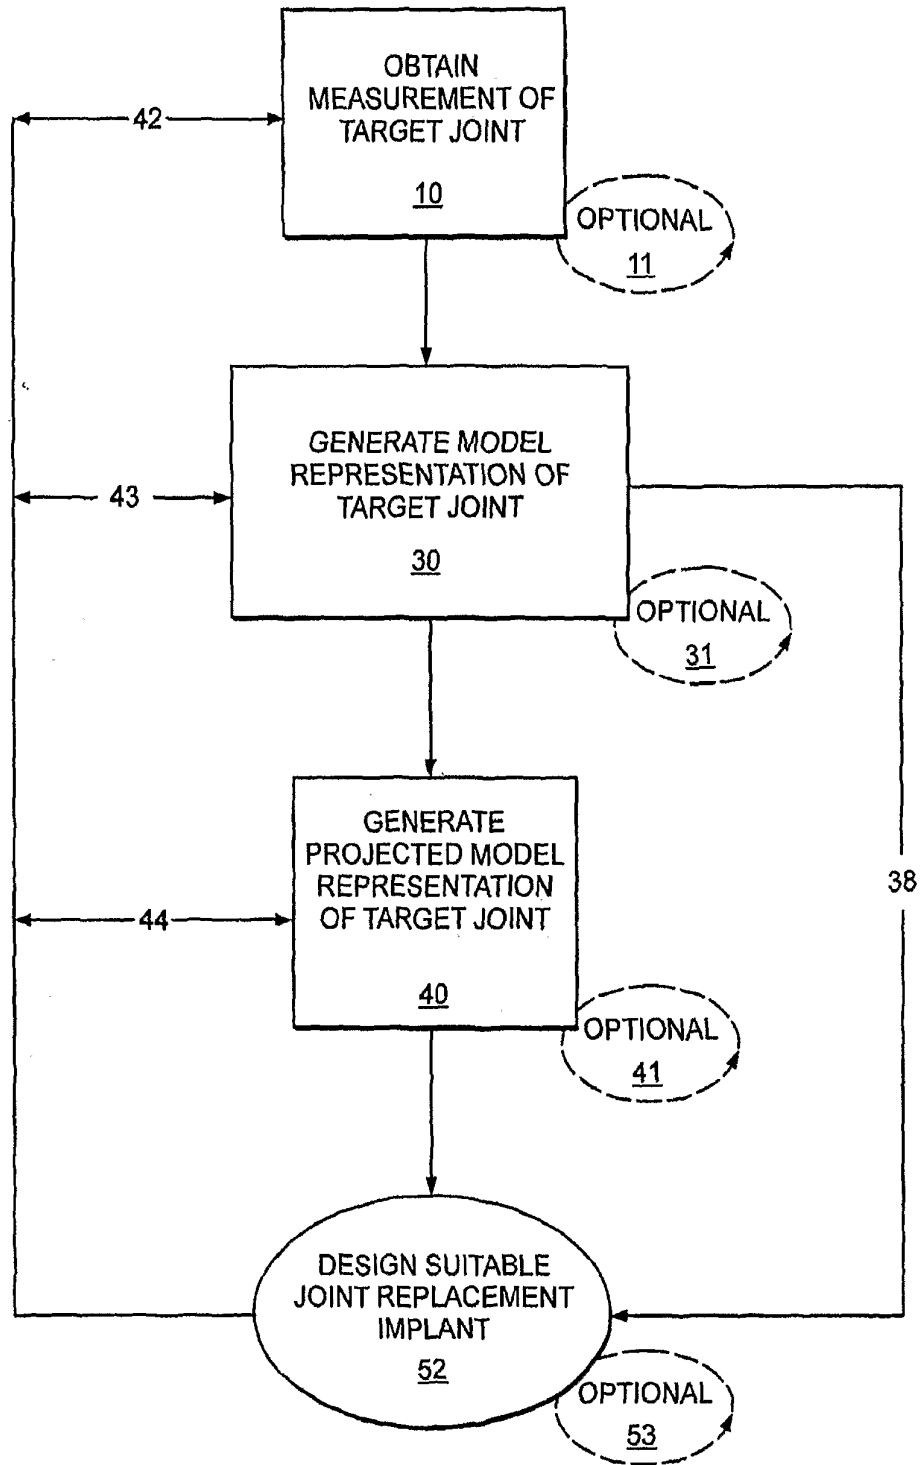 OBTAIN
MEASUREMENT OF
TARGET JOINT
10
42
OPTIONAL
11
GENERATE MODEL
REPRESENTATION OF
TARGET JOINT
30
43
OPTIONAL
31
GENERATE
PROJECTED MODEL
REPRESENTATION
OF TARGET JOINT
40
38
44
OPTIONAL
41
DESIGN SUITABLE
JOINT REPLACEMENT
IMPLANT
52
OPTIONAL
53